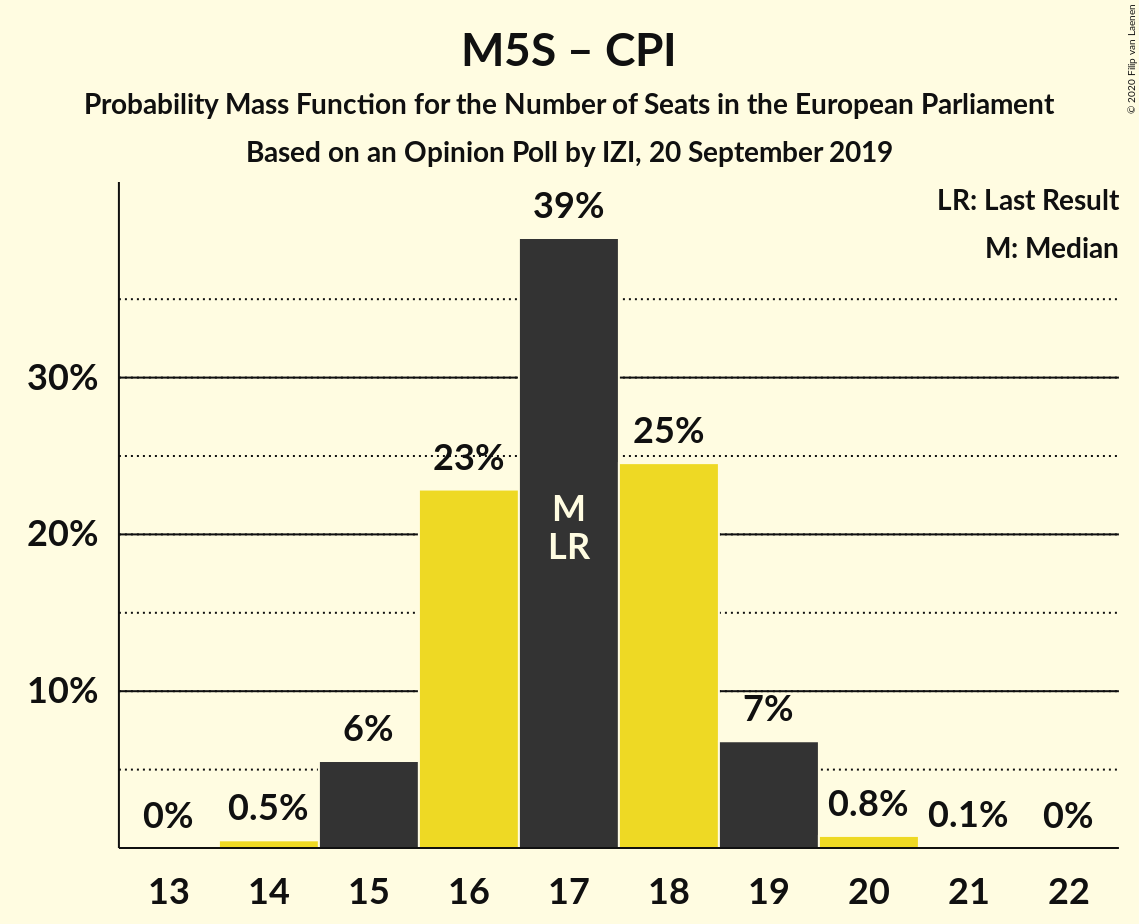 © 2020 Filip van Laenen
M5S – CPI
Probability Mass Function for the Number of Seats in the European Parliament
Based on an Opinion Poll by IZI, 20 September 2019
LR: Last Result
M: Median
39%
30%
25%
23%
M
20%
LR
10%
7%
6%
0%
0.5%
0.8%
0.1%
0%
13 14 15 16 17 18 19 20 21 22